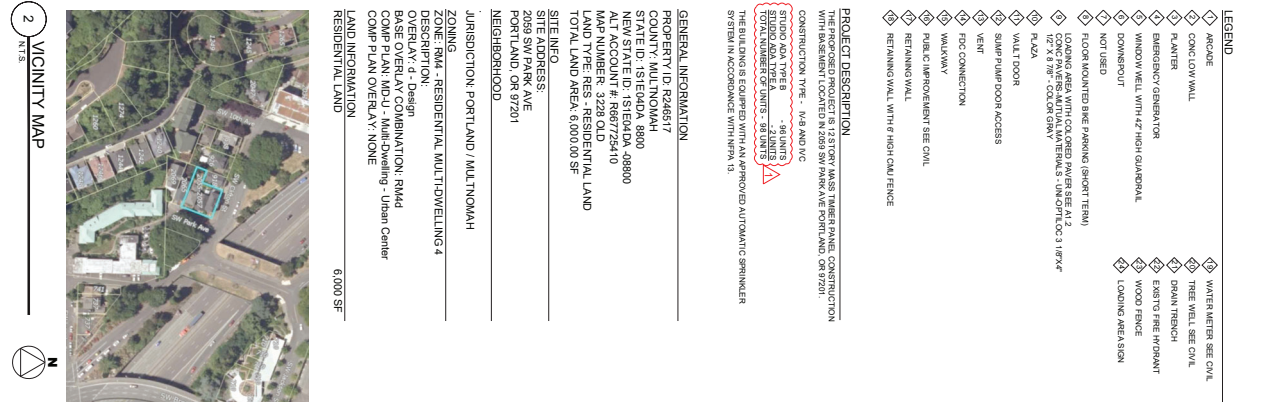 LEGEND
1 ARCADE
2 CONC LOW WALL
3 PLANTER
4 EMERGENCY GENERATOR
5 WINDOW WELL WITH 42" HIGH GUARDRAIL
6 DOWNSPOUT
7 NOT USED
8 FLOOR MOUNTED BIKE PARKING (SHORT TERM)
9 LOADING AREA WITH COLORED PAVER SEE A1.2
CONC PAVERS-MUTUAL MATERIALS - UNI-OPTILOC 3 1/8"X4"
1/2" X 8 7/8" - COLOR GRAY
10 PLAZA
11 VAULT DOOR
12 SUMP PUMP DOOR ACCESS
13 VENT
14 FDC CONNECTION
15 WALKWAY
16 PUBLIC IMPROVEMENT SEE CIVIL
17 RETAINING WALL
18 RETAINING WALL WITH 6' HIGH CMU FENCE
19 WATER METER SEE CIVIL
20 TREE WELL SEE CIVIL
21 DRAIN TRENCH
22 EXIST'G FIRE HYDRANT
23 WOOD FENCE
24 LOADING AREA SIGN
PROJECT DESCRIPTION
THE PROPOSED PROJECT IS 12 STORY MASS TIMBER PANEL CONSTRUCTION
WITH BASEMENT LOCATED IN 2059 SW PARK AVE PORTLAND, OR 97201.
CONSTRUCTION TYPE - IV-B AND IVC
STUDIO ADA TYPE B - 96 UNITS
STUDIO ADA TYPE A - 2 UNITS
TOTAL NUMBER OF UNITS - 98 UNITS
1
THE BUILDING IS EQUIPPED WITH AN APPROVED AUTOMATIC SPRINKLER
SYSTEM IN ACCORDANCE WITH NFPA 13.
GENERAL INFORMATION
PROPERTY ID: R246517
COUNTY: MULTNOMAH
STATE ID: 1S1E04DA 8800
NEW STATE ID: 1S1E04DA -08800
ALT ACCOUNT #: R667725410
MAP NUMBER: 3228 OLD
LAND TYPE: RES - RESIDENTIAL LAND
TOTAL LAND AREA: 6,000.00 SF
SITE INFO
SITE ADDRESS:
2059 SW PARK AVE
PORTLAND, OR 97201
NEIGHBORHOOD
JURISDICTION: PORTLAND / MULTNOMAH
ZONING
ZONE: RM4 - RESIDENTIAL MULTI-DWELLING 4
DESCRIPTION:
OVERLAY: d - Design
BASE OVERLAY COMBINATION: RM4d
COMP PLAN: MD-U - Multi-Dwelling - Urban Center
COMP PLAN OVERLAY: NONE
LAND INFORMATION
RESIDENTIAL LAND 6,000 SF
SW Park Ave
2 VICINITY MAP
N.T.S.
N